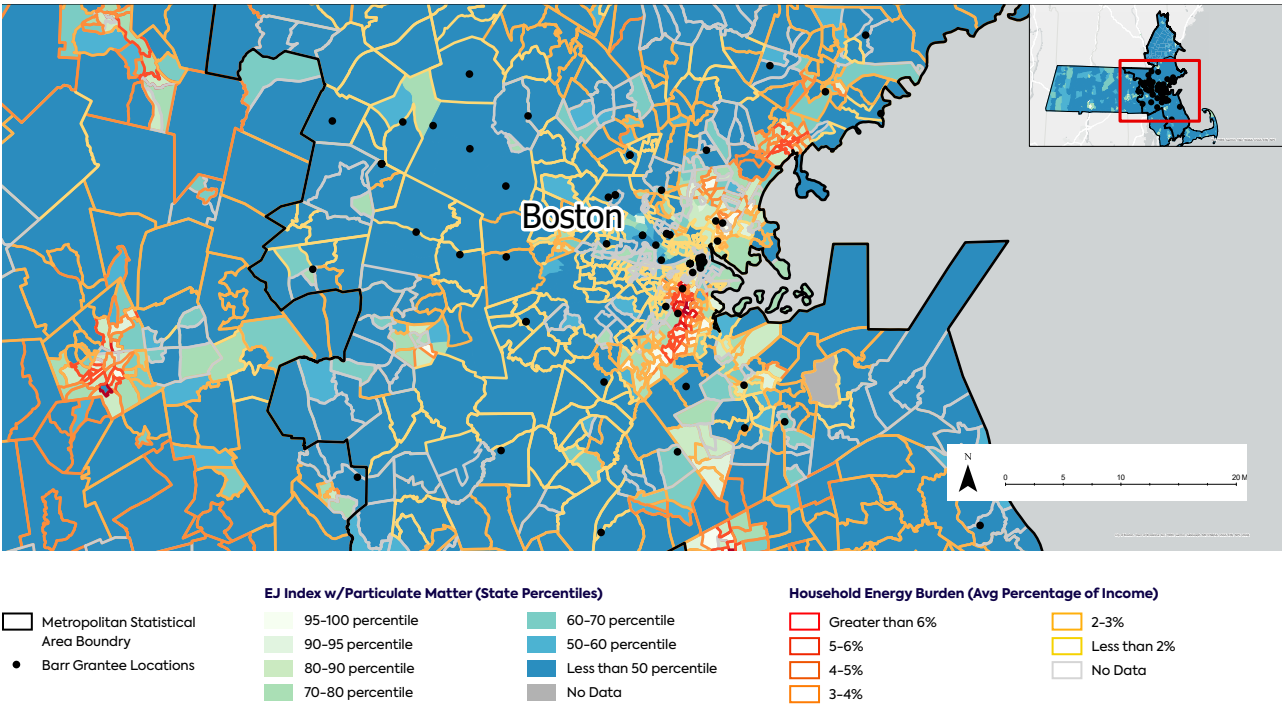 Boston
N
0 5 10 20 M
EJ Index w/Particulate Matter (State Percentiles)
Household Energy Burden (Avg Percentage of Income)
Metropolitan Statistical
Area Boundry
Barr Grantee Locations
95-100 percentile
90-95 percentile
80-90 percentile
70-80 percentile
60-70 percentile
50-60 percentile
Less than 50 percentile
No Data
Greater than 6%
5-6%
4-5%
3-4%
2-3%
Less than 2%
No Data